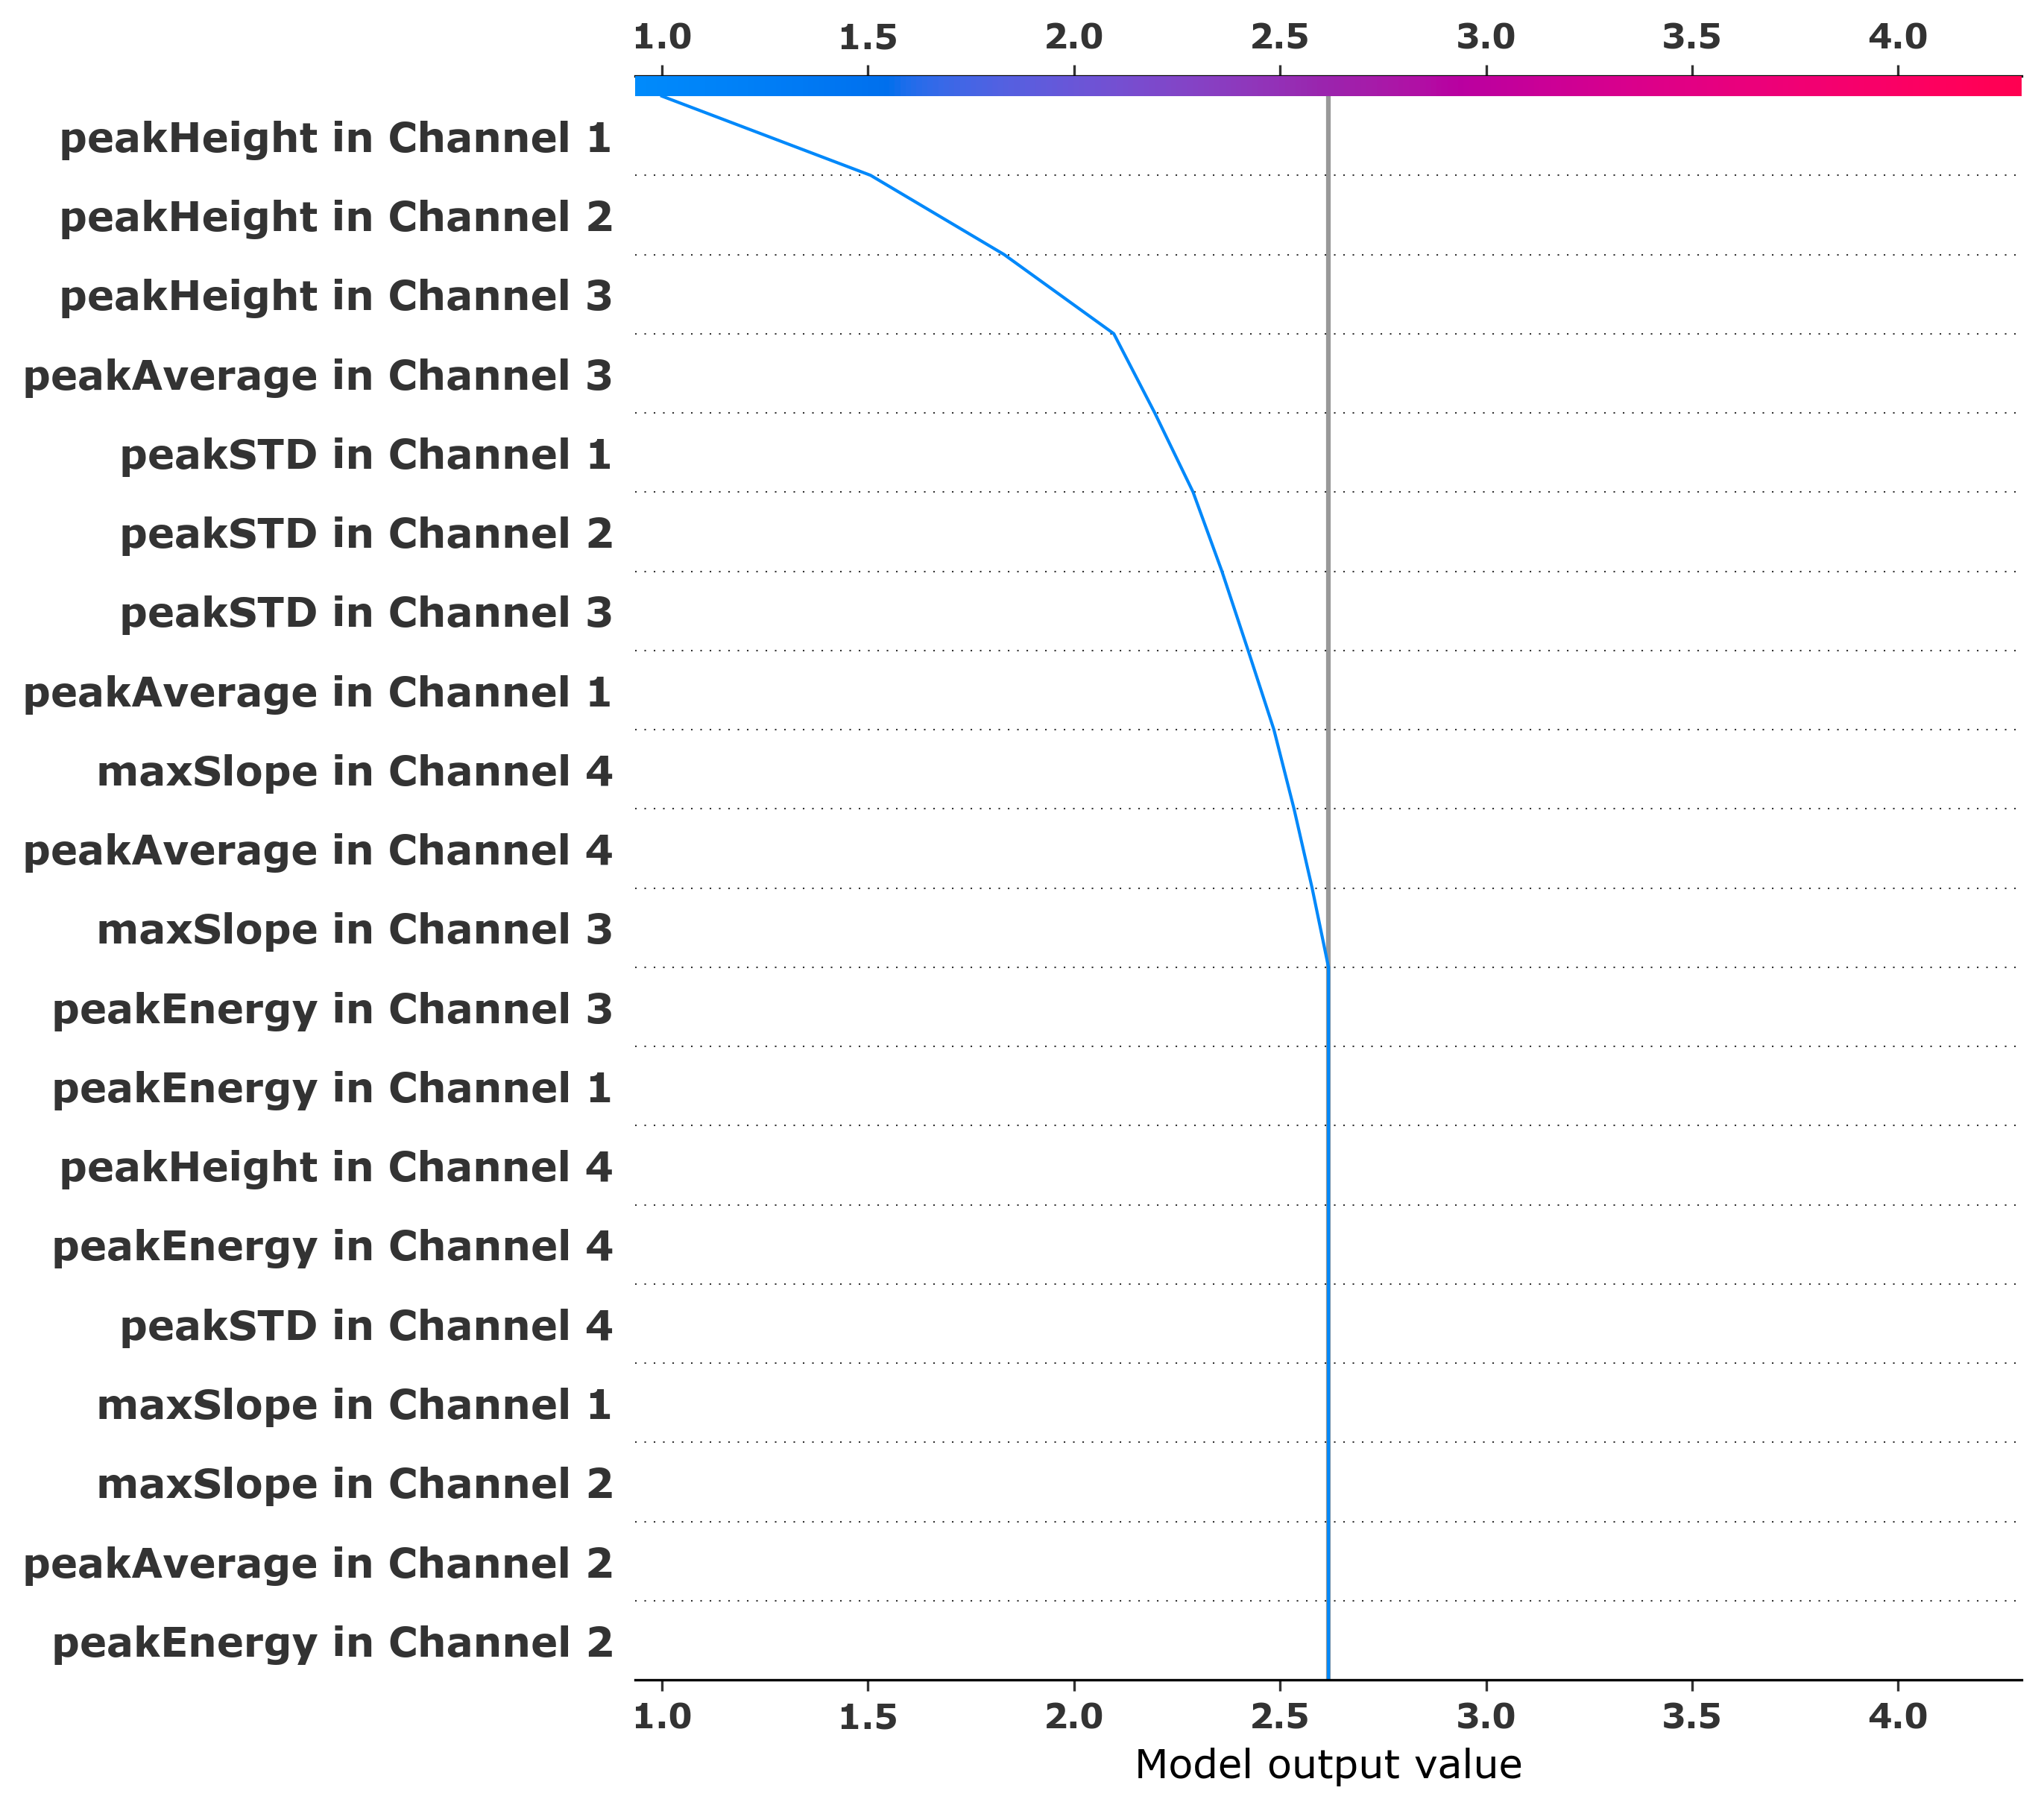 1.0 1.5 2.0 2.5 3.0 3.5 4.0
peakHeight in Channel 1
peakHeight in Channel 2
peakHeight in Channel 3
peakAverage in Channel 3
peakSTD in Channel 1
peakSTD in Channel 2
peakSTD in Channel 3
peakAverage in Channel 1
maxSlope in Channel 4
peakAverage in Channel 4
maxSlope in Channel 3
peakEnergy in Channel 3
peakEnergy in Channel 1
peakHeight in Channel 4
peakEnergy in Channel 4
peakSTD in Channel 4
maxSlope in Channel 1
maxSlope in Channel 2
peakAverage in Channel 2
peakEnergy in Channel 2
1.0 1.5 2.0 2.5 3.0 3.5 4.0
Model output value